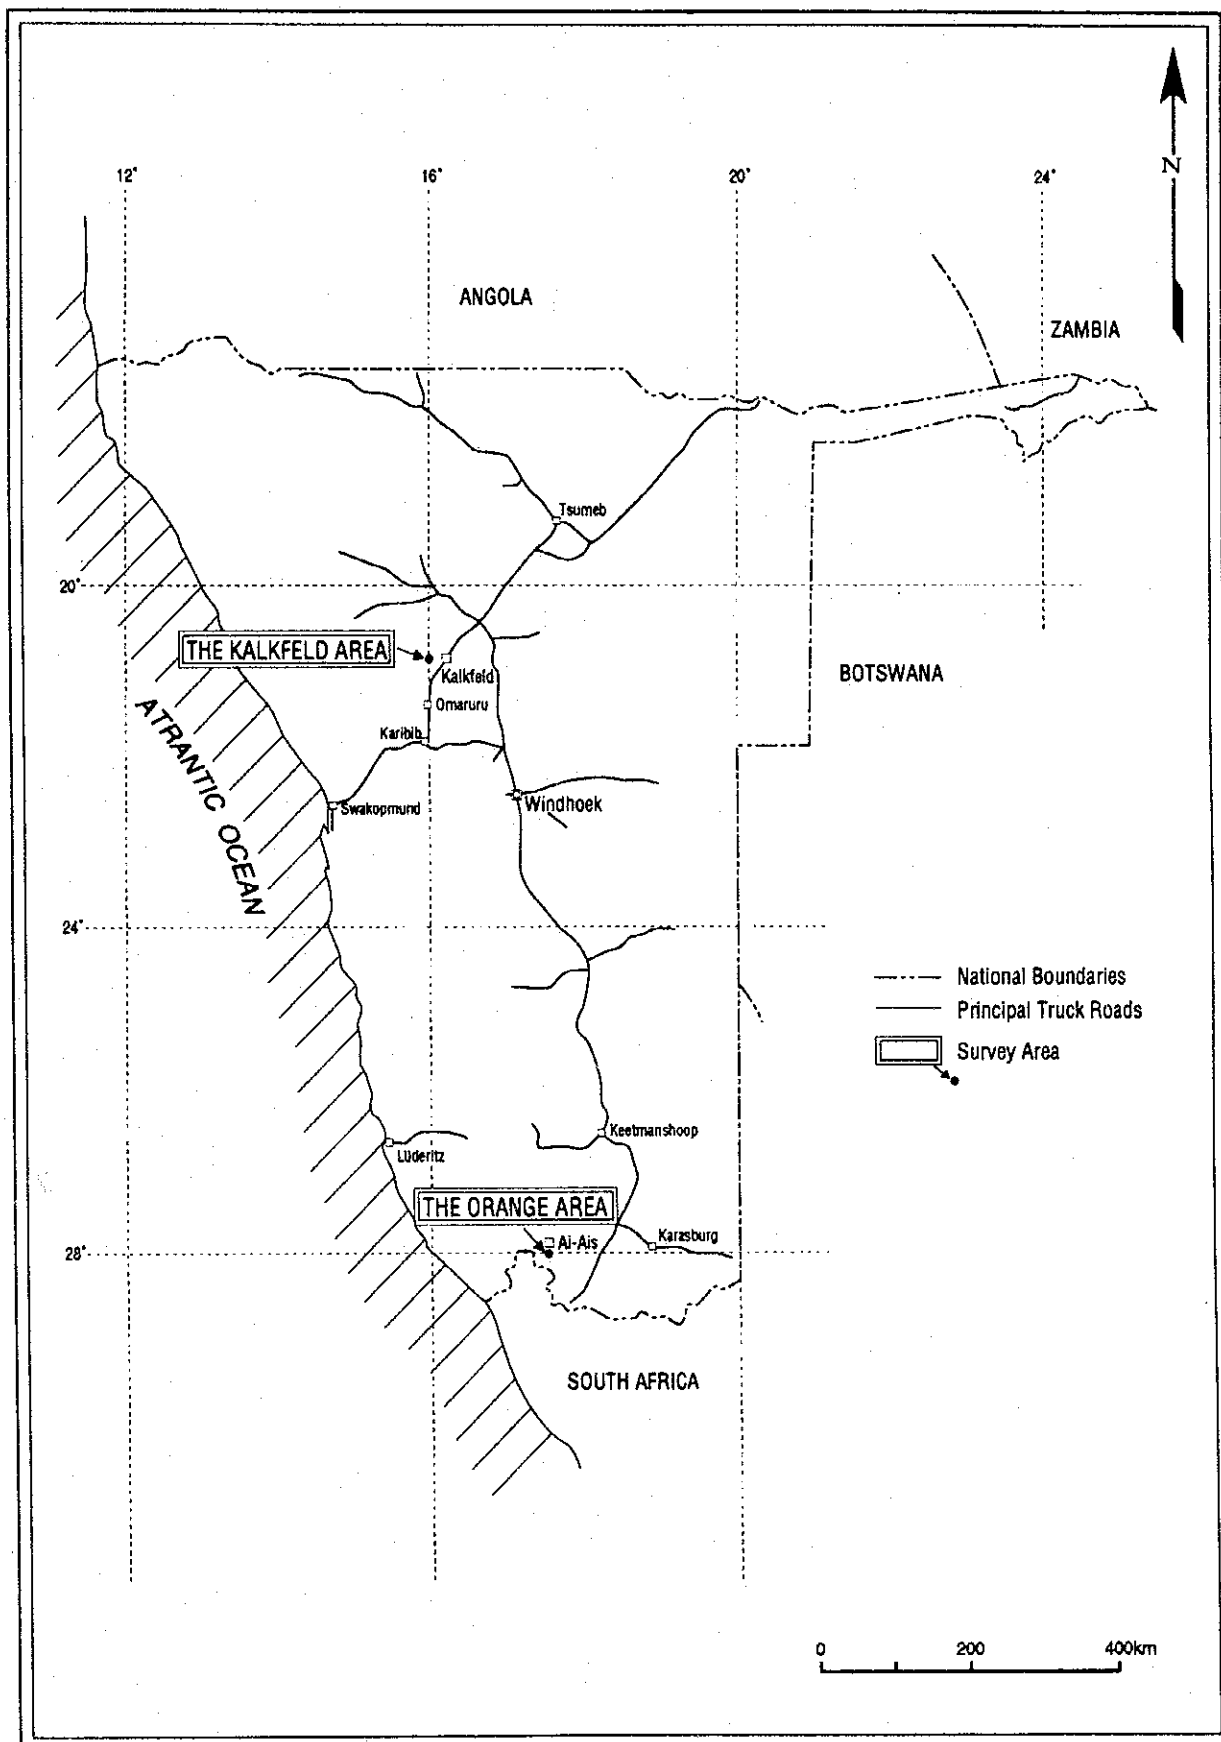 N
12°
16°
20°
24°
ANGOLA
ZAMBIA
Tsumeb
20°
THE KALKFELD AREA
Kalkfeld
BOTSWANA
Omaruru
Karibib
ATRANTIC OCEAN
Swakopmund
Windhoek
24°
National Boundaries
Principal Truck Roads
Survey Area
Keetmanshoop
Lüderitz
THE ORANGE AREA
Ai-Ais
Karasburg
28°
SOUTH AFRICA
0 200 400km